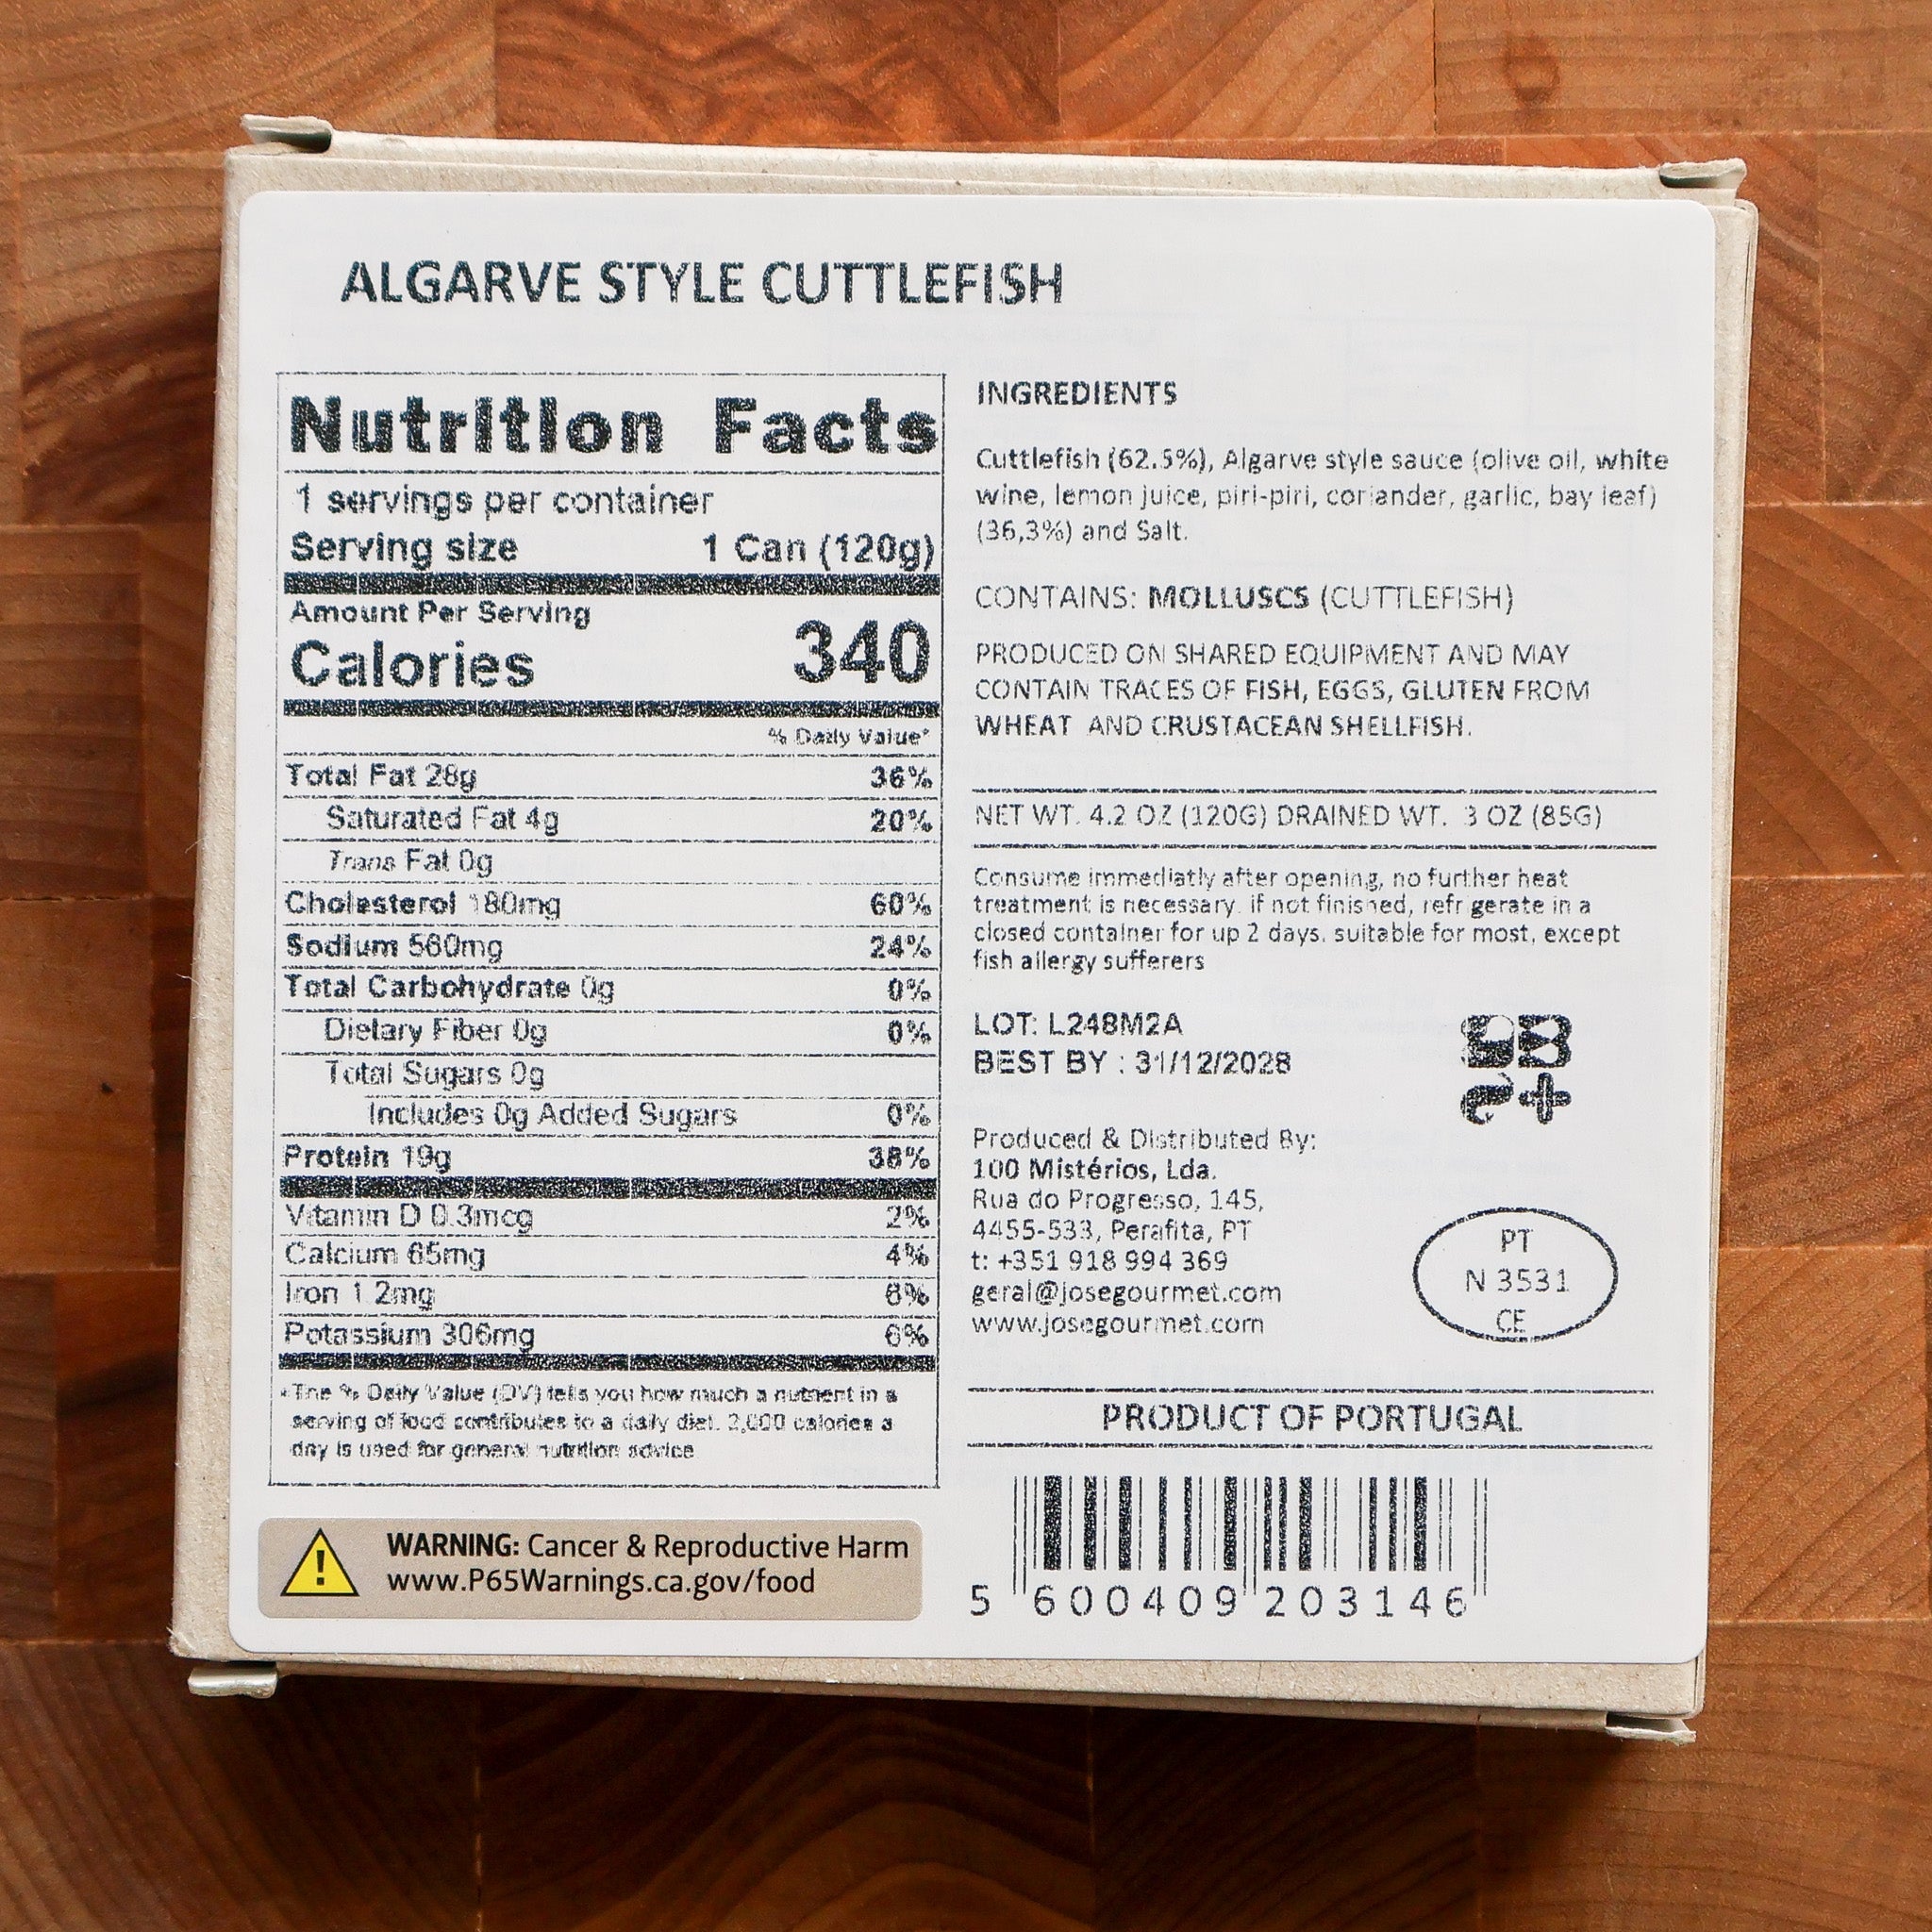 ALGARVE STYLE CUTTLEFISH
Nutrition Facts
1 servings per container
Serving size 1 Can (120g)
Amount Per Serving
Calories 340
% Daily Value*
Total Fat 28g 36%
Saturated Fat 4g 20%
Trans Fat 0g
Cholesterol 180mg 60%
Sodium 560mg 24%
Total Carbohydrate 0g 0%
Dietary Fiber 0g 0%
Total Sugars 0g
Includes 0g Added Sugars 0%
Protein 19g 38%
Vitamin D 0.3mcg 2%
Calcium 65mg 4%
Iron 1.2mg 6%
Potassium 306mg 6%
*The % Daily Value (DV) tells you how much a nutrient in a
serving of food contributes to a daily diet. 2,000 calories a
day is used for general nutrition advice
WARNING: Cancer & Reproductive Harm
www.P65Warnings.ca.gov/food
INGREDIENTS
Cuttlefish (62.5%), Algarve style sauce (olive oil, white
wine, lemon juice, piri-piri, coriander, garlic, bay leaf)
(36,3%) and Salt.
CONTAINS: MOLLUSCS (CUTTLEFISH)
PRODUCED ON SHARED EQUIPMENT AND MAY
CONTAIN TRACES OF FISH, EGGS, GLUTEN FROM
WHEAT AND CRUSTACEAN SHELLFISH.
NET WT. 4.2 OZ (120G) DRAINED WT. 3 OZ (85G)
Consume immediatly after opening, no further heat
treatment is necessary. if not finished, refrigerate in a
closed container for up 2 days. suitable for most, except
fish allergy sufferers
LOT: L248M2A
BEST BY : 31/12/2028
Produced & Distributed By:
100 Mistérios, Lda.
Rua do Progresso, 145,
4455-533, Perafita, PT
t: +351 918 994 369
geral@josegourmet.com
www.josegourmet.com
PT
N 3531
CE
PRODUCT OF PORTUGAL
5 600409 203146